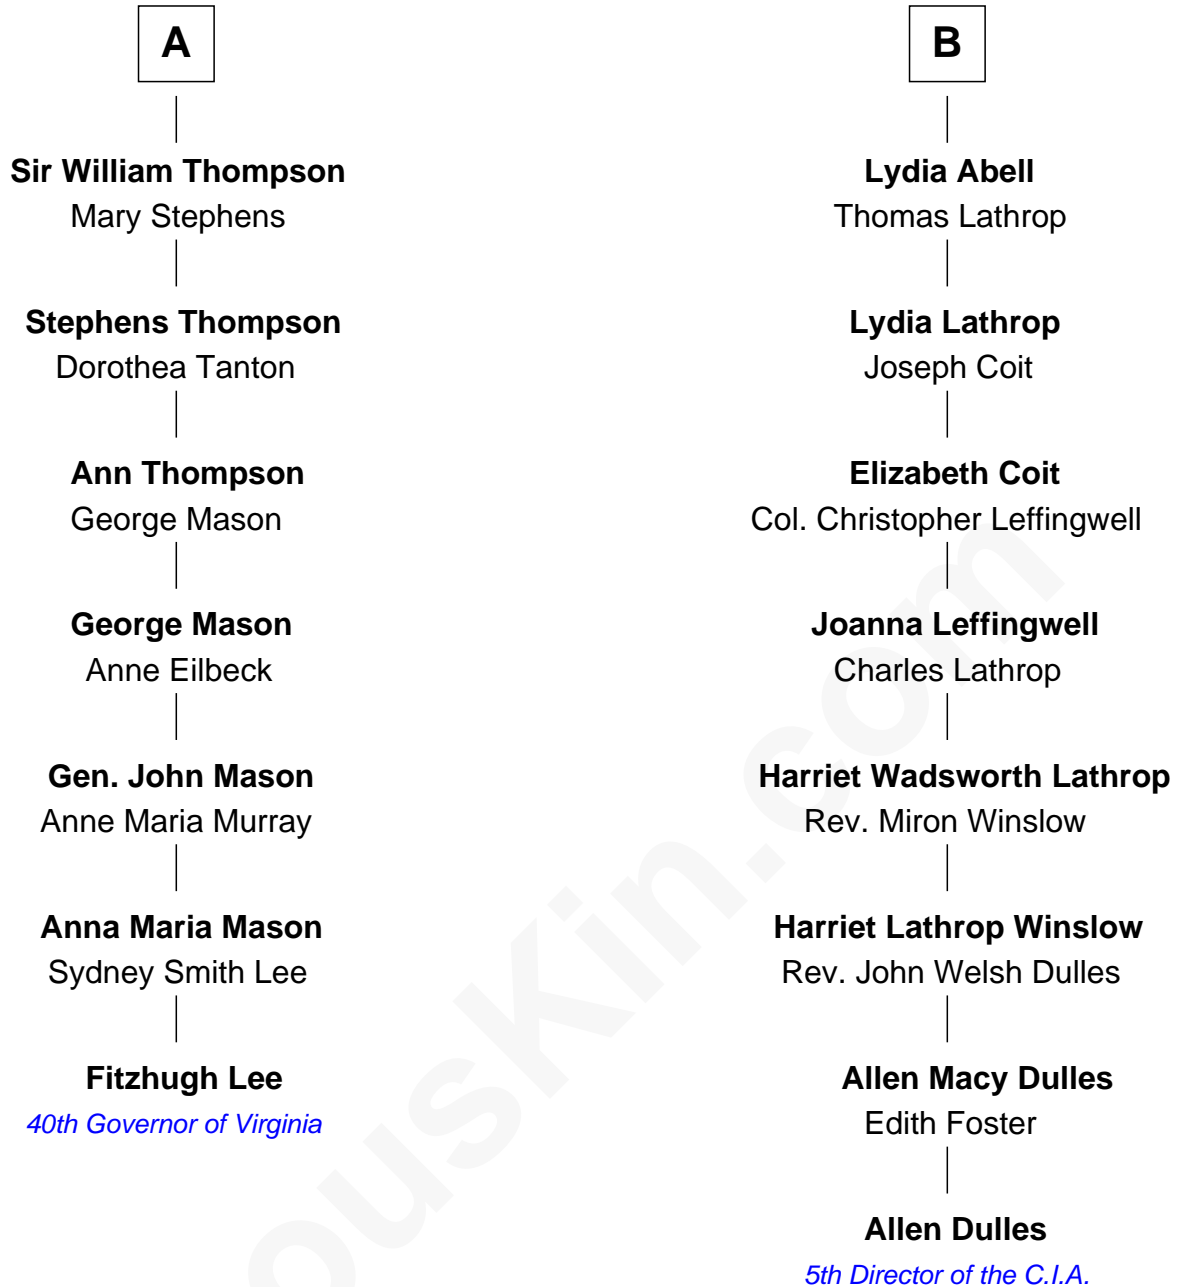 A
Sir William Thompson
Mary Stephens
Stephens Thompson
Dorothea Tanton
Ann Thompson
George Mason
George Mason
Anne Eilbeck
Gen. John Mason
Anne Maria Murray
Anna Maria Mason
Sydney Smith Lee
Fitzhugh Lee
40th Governor of Virginia
B
Lydia Abell
Thomas Lathrop
Lydia Lathrop
Joseph Coit
Elizabeth Coit
Col. Christopher Leffingwell
Joanna Leffingwell
Charles Lathrop
Harriet Wadsworth Lathrop
Rev. Miron Winslow
Harriet Lathrop Winslow
Rev. John Welsh Dulles
Allen Macy Dulles
Edith Foster
Allen Dulles
5th Director of the C.I.A.
ousKin.com